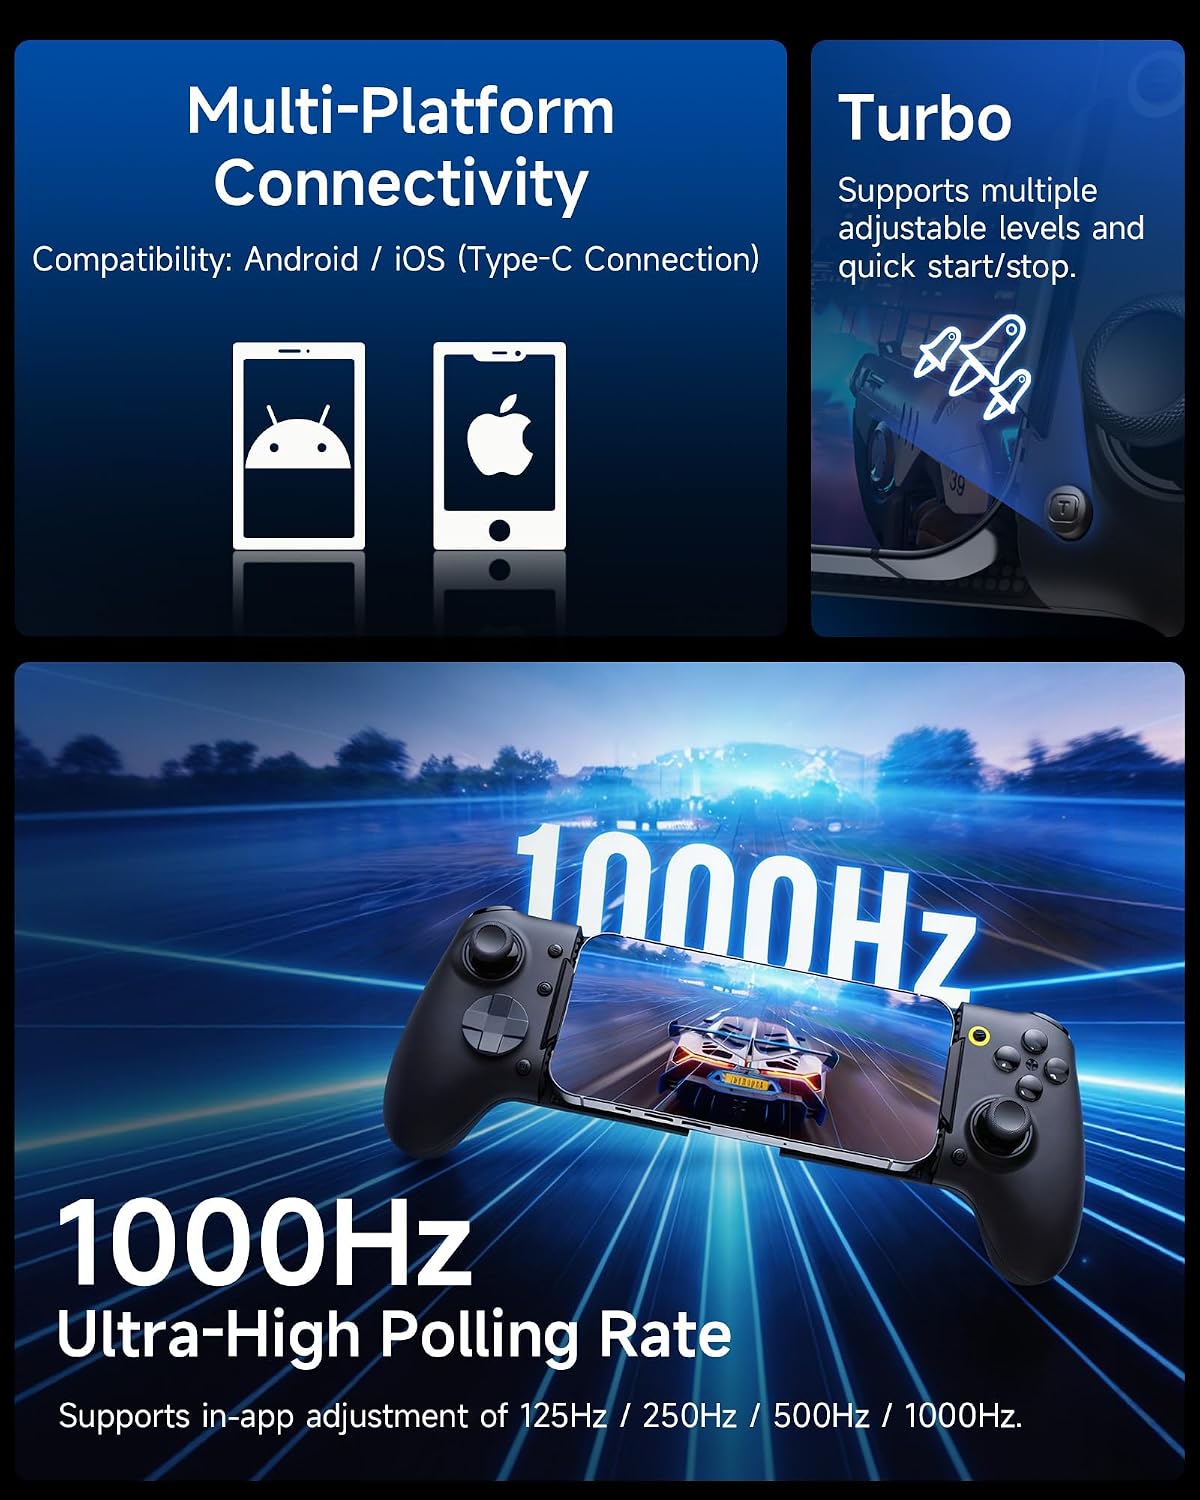 Multi-Platform
Connectivity
Compatibility: Android / iOS (Type-C Connection)
Turbo
Supports multiple
adjustable levels and
quick start/stop.
39
T
1000Hz
1000Hz
Ultra-High Polling Rate
Supports in-app adjustment of 125Hz / 250Hz / 500Hz / 1000Hz.